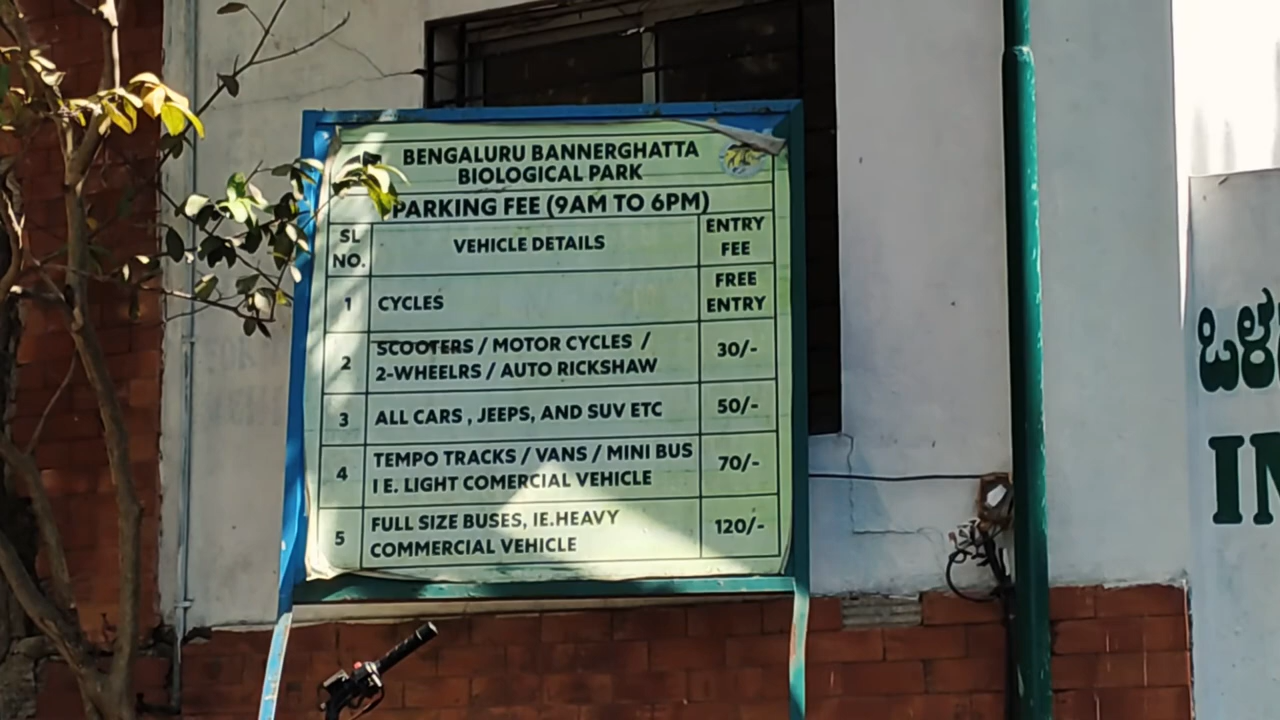 BENGALURU BANNERGHATTA
BIOLOGICAL PARK
PARKING FEE (9AM TO 6PM)
SL NO. VEHICLE DETAILS ENTRY FEE
1 CYCLES FREE ENTRY
2 SCOOTERS / MOTOR CYCLES /
2-WHEELRS / AUTO RICKSHAW 30/-
3 ALL CARS , JEEPS, AND SUV ETC 50/-
4 TEMPO TRACKS / VANS / MINI BUS
I E. LIGHT COMERCIAL VEHICLE 70/-
5 FULL SIZE BUSES, IE.HEAVY
COMMERCIAL VEHICLE 120/-